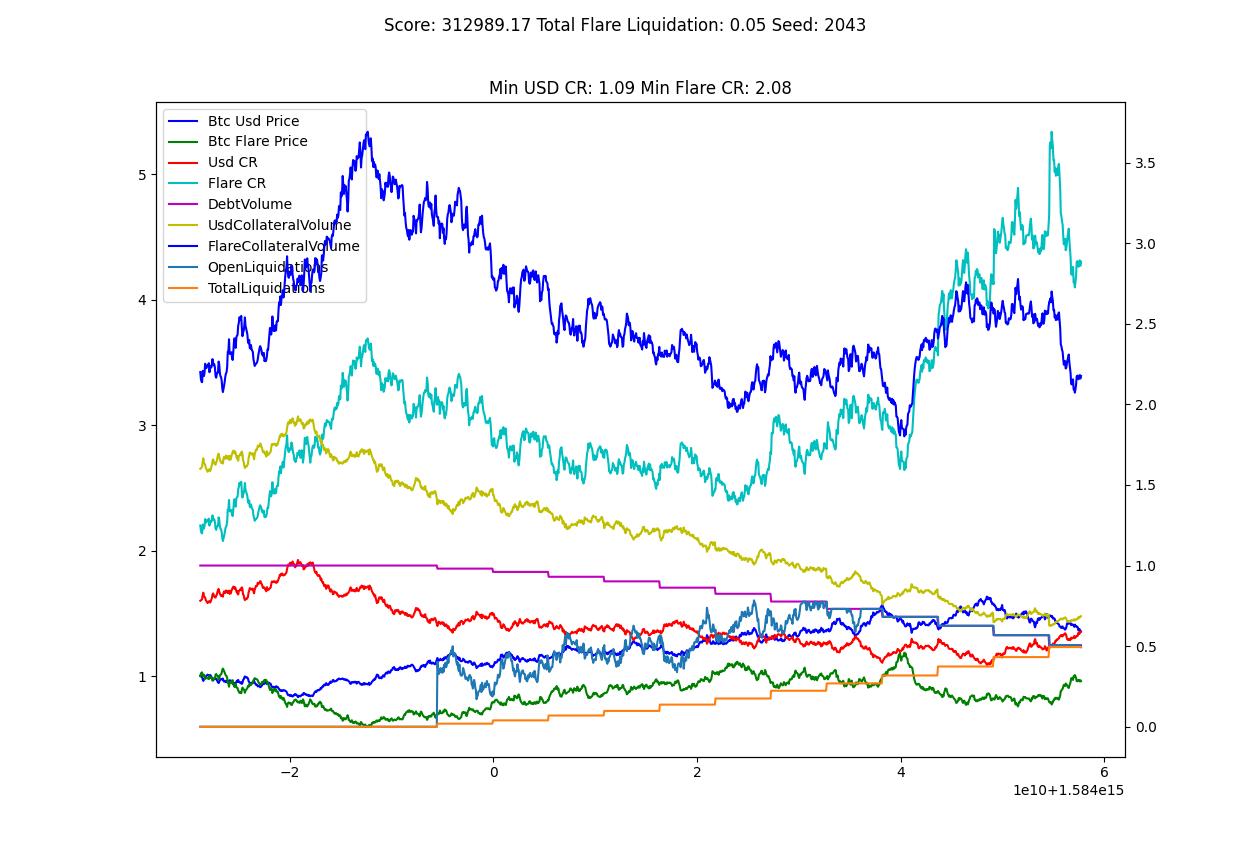 Score: 312989.17 Total Flare Liquidation: 0.05 Seed: 2043
Min USD CR: 1.09 Min Flare CR: 2.08
Btc Usd Price
Btc Flare Price
Usd CR
Flare CR
DebtVolume
UsdCollateralVolume
FlareCollateralVolume
OpenLiquidations
TotalLiquidations
5
4
3
2
1
3.5
3.0
2.5
2.0
1.5
1.0
0.5
0.0
−2
0
2
4
6
1e10+1.584e15